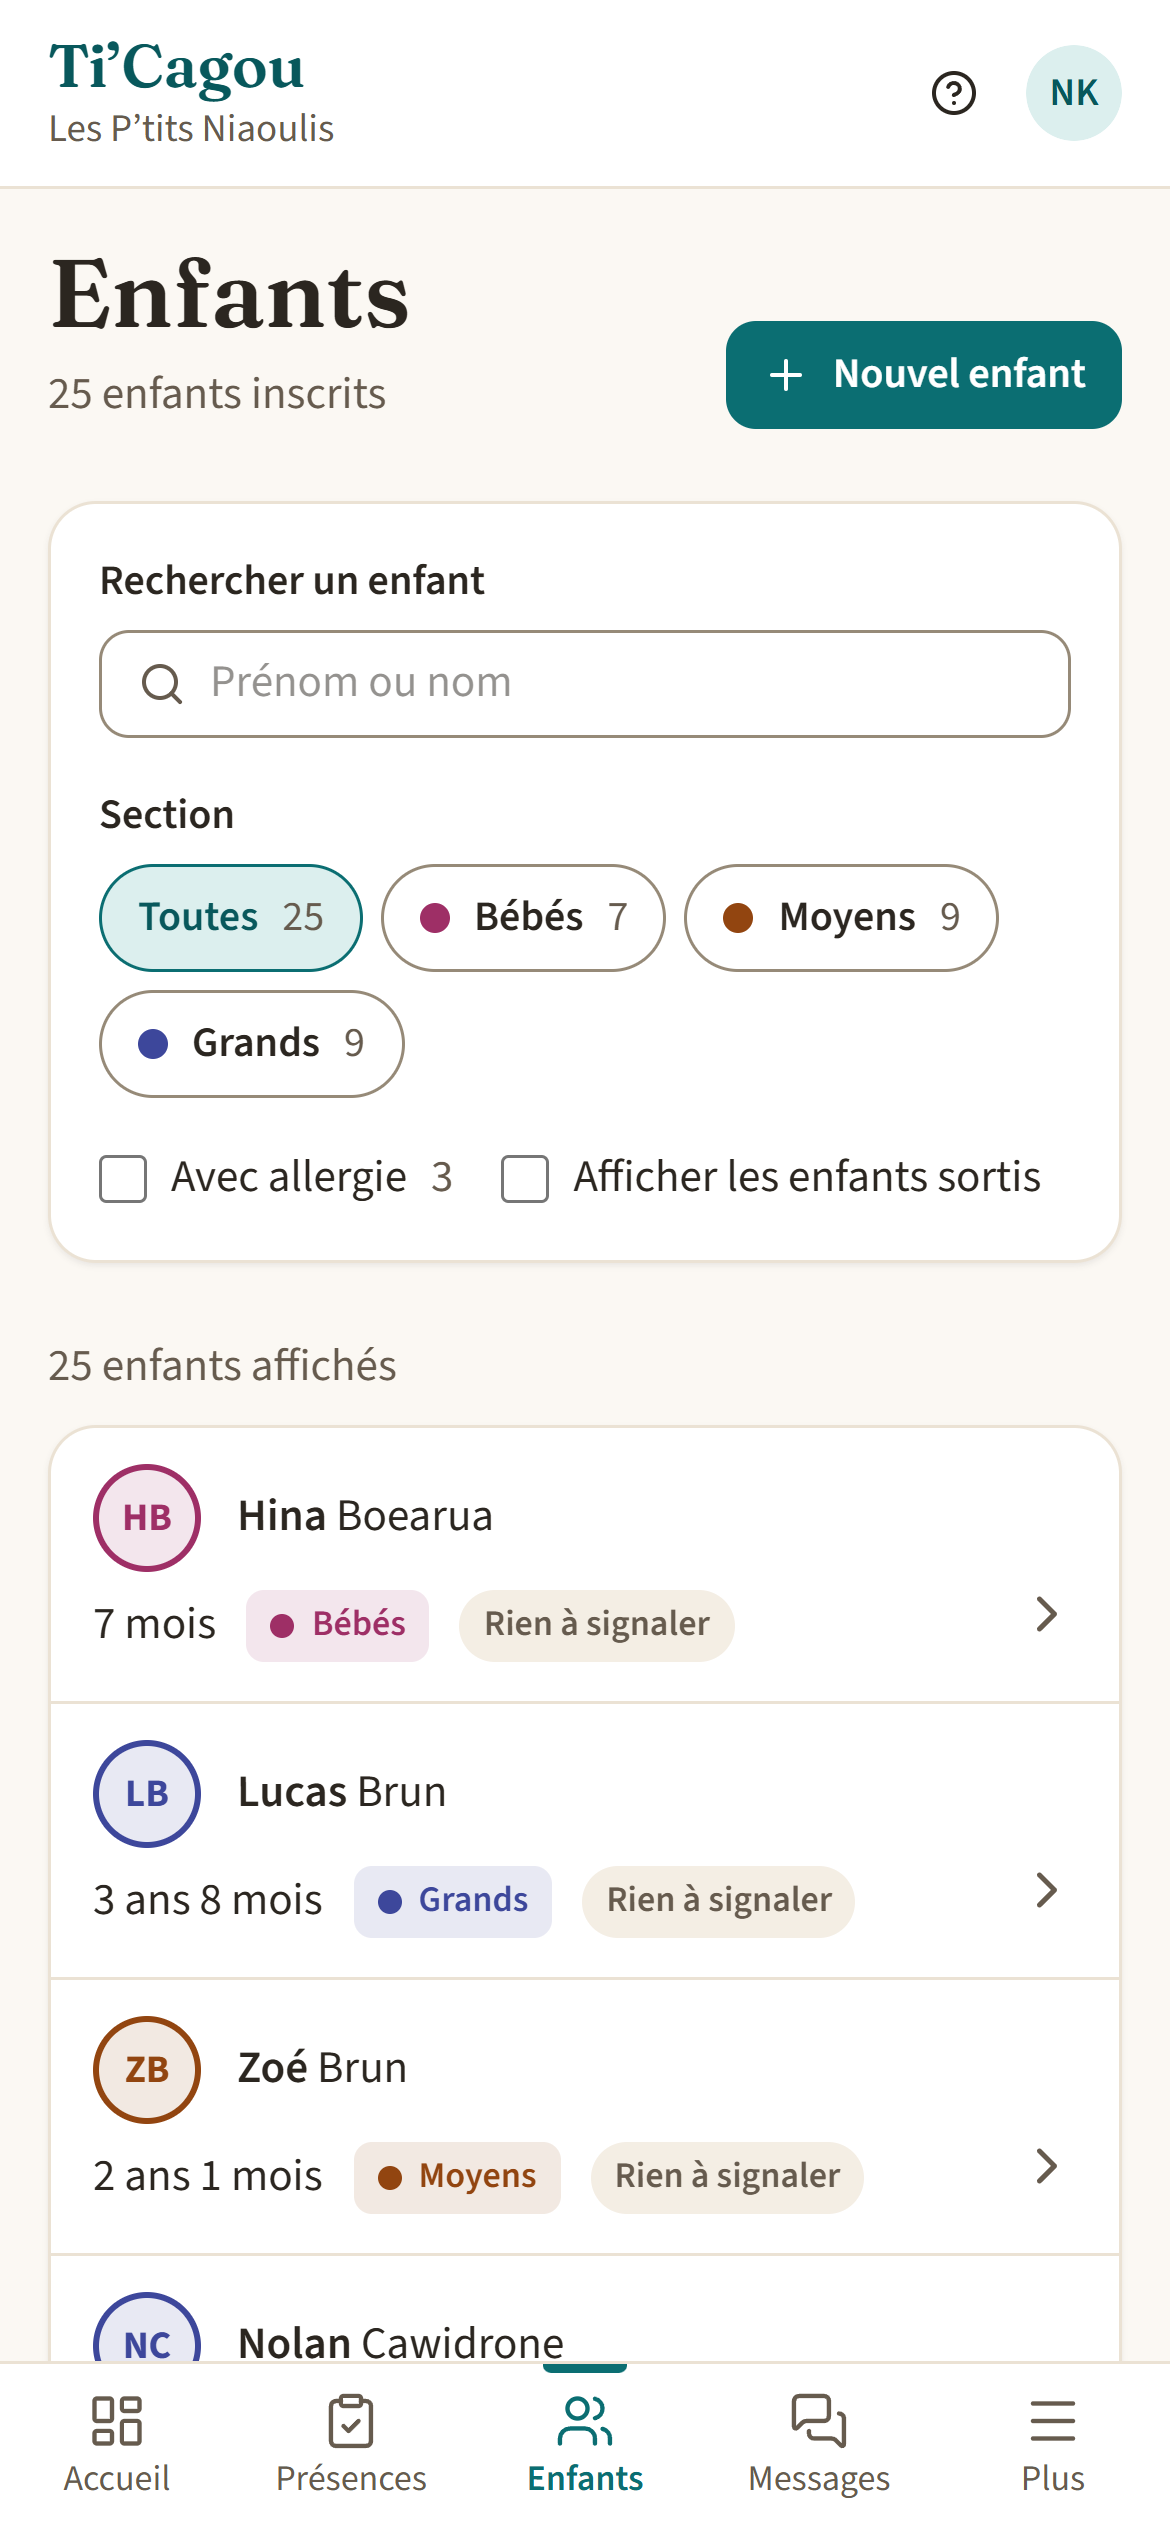 Ti’Cagou
Les P’tits Niaoulis
NK
Enfants
25 enfants inscrits
Nouvel enfant
Rechercher un enfant
Prénom ou nom
Section
Toutes 25
Bébés 7
Moyens 9
Grands 9
Avec allergie 3
Afficher les enfants sortis
25 enfants affichés
HB
Hina Boearua
7 mois
Bébés
Rien à signaler
LB
Lucas Brun
3 ans 8 mois
Grands
Rien à signaler
ZB
Zoé Brun
2 ans 1 mois
Moyens
Rien à signaler
NC
Nolan Cawidrone
Accueil
Présences
Enfants
Messages
Plus